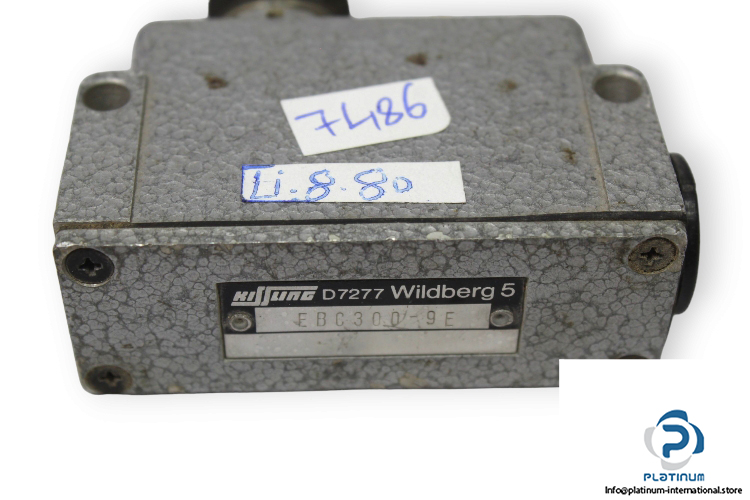 7486
Li.8.80
KISSLING D7277 Wildberg 5
EBC300-9E
PLATINUM
Info@platinum-international.store